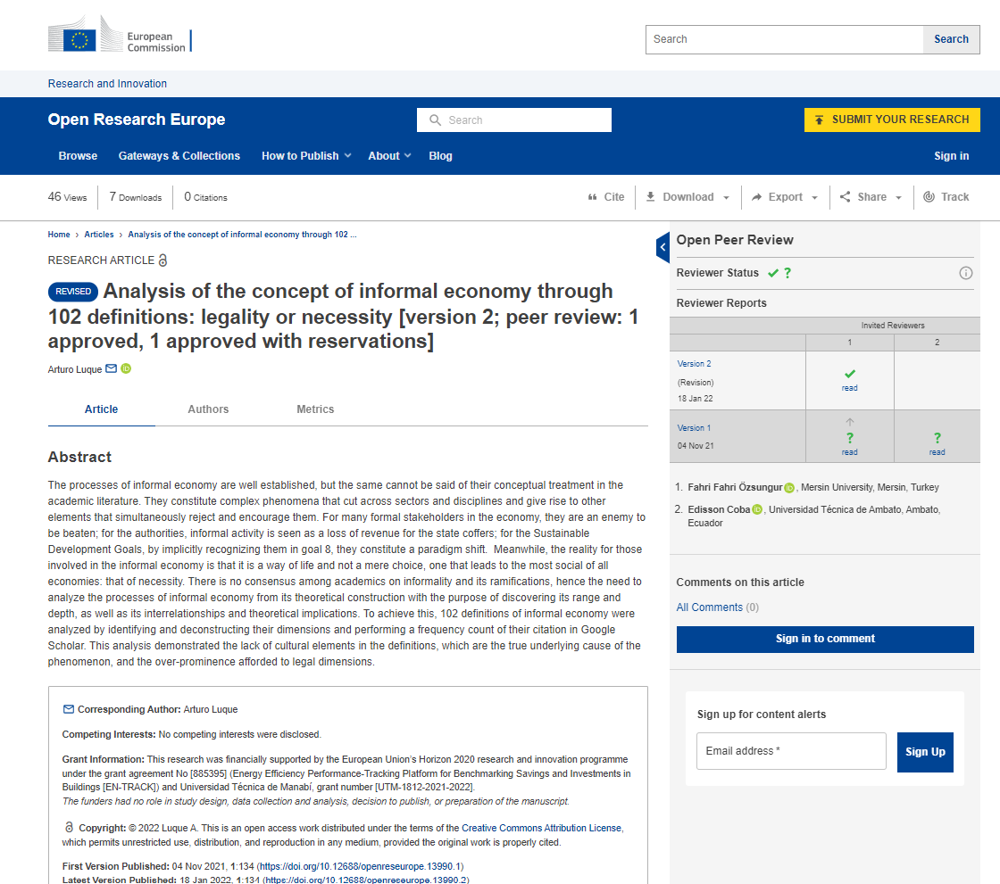 European
Commission
Search
Search
Research and Innovation
Open Research Europe
Search
SUBMIT YOUR RESEARCH
Browse
Gateways & Collections
How to Publish
About
Blog
Sign in
46 Views
7 Downloads
0 Citations
Cite
Download
Export
Share
Track
Home > Articles > Analysis of the concept of informal economy through 102 ...
RESEARCH ARTICLE
REVISED Analysis of the concept of informal economy through
102 definitions: legality or necessity [version 2; peer review: 1
approved, 1 approved with reservations]
Arturo Luque
Article
Authors
Metrics
Abstract
The processes of informal economy are well established, but the same cannot be said of their conceptual treatment in the
academic literature. They constitute complex phenomena that cut across sectors and disciplines and give rise to other
elements that simultaneously reject and encourage them. For many formal stakeholders in the economy, they are an enemy to
be beaten; for the authorities, informal activity is seen as a loss of revenue for the state coffers; for the Sustainable
Development Goals, by implicitly recognizing them in goal 8, they constitute a paradigm shift.  Meanwhile, the reality for those
involved in the informal economy is that it is a way of life and not a mere choice, one that leads to the most social of all
economies: that of necessity. There is no consensus among academics on informality and its ramifications, hence the need to
analyze the processes of informal economy from its theoretical construction with the purpose of discovering its range and
depth, as well as its interrelationships and theoretical implications. To achieve this, 102 definitions of informal economy were
analyzed by identifying and deconstructing their dimensions and performing a frequency count of their citation in Google
Scholar. This analysis demonstrated the lack of cultural elements in the definitions, which are the true underlying cause of the
phenomenon, and the over-prominence afforded to legal dimensions.
Corresponding Author: Arturo Luque
Competing Interests: No competing interests were disclosed.
Grant Information: This research was financially supported by the European Union's Horizon 2020 research and innovation programme
under the grant agreement No [885395] (Energy Efficiency Performance-Tracking Platform for Benchmarking Savings and Investments in
Buildings [EN-TRACK]) and Universidad Técnica de Manabí, grant number [UTM-1812-2021-2022].
The funders had no role in study design, data collection and analysis, decision to publish, or preparation of the manuscript.
Copyright: © 2022 Luque A. This is an open access work distributed under the terms of the Creative Commons Attribution License,
which permits unrestricted use, distribution, and reproduction in any medium, provided the original work is properly cited.
First Version Published: 04 Nov 2021, 1:134 (https://doi.org/10.12688/openreseurope.13990.1)
Latest Version Published: 18 Jan 2022, 1:134 (https://doi.org/10.12688/openreseurope.13990.2)
Open Peer Review
Reviewer Status ✓ ?
Reviewer Reports
Invited Reviewers
1
2
Version 2
(Revision)
18 Jan 22
read
Version 1
04 Nov 21
?
read
?
read
1. Fahri Fahri Özsungur iD, Mersin University, Mersin, Turkey
2. Edisson Coba iD, Universidad Técnica de Ambato, Ambato,
Ecuador
Comments on this article
All Comments (0)
Sign in to comment
Sign up for content alerts
Email address *
Sign Up